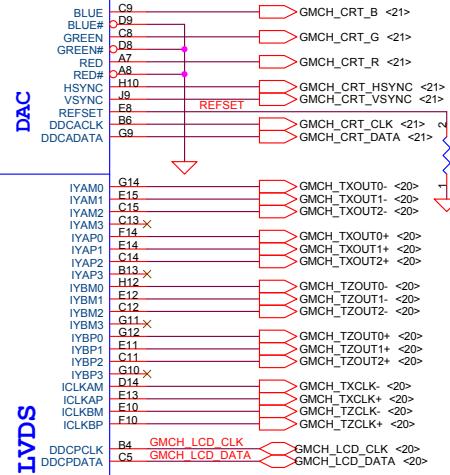 BLUE C9 GMCH_CRT_B <21>
BLUE# D9
GREEN C8 GMCH_CRT_G <21>
GREEN# D8
RED A7 GMCH_CRT_R <21>
RED# A8
HSYNC H10 GMCH_CRT_HSYNC <21>
VSYNC J9 GMCH_CRT_VSYNC <21>
REFSET E8 REFSET
DDCACLK B6 GMCH_CRT_CLK <21> 2
DDCADATA G9 GMCH_CRT_DATA <21>
DAC
1
IYAM0 G14 GMCH_TXOUT0- <20>
IYAM1 E15 GMCH_TXOUT1- <20>
IYAM2 C15 GMCH_TXOUT2- <20>
IYAM3 C13
IYAP0 F14 GMCH_TXOUT0+ <20>
IYAP1 E14 GMCH_TXOUT1+ <20>
IYAP2 C14 GMCH_TXOUT2+ <20>
IYAP3 B13
IYBM0 H12 GMCH_TZOUT0- <20>
IYBM1 E12 GMCH_TZOUT1- <20>
IYBM2 C12 GMCH_TZOUT2- <20>
IYBM3 G11
IYBP0 G12 GMCH_TZOUT0+ <20>
IYBP1 E11 GMCH_TZOUT1+ <20>
IYBP2 C11 GMCH_TZOUT2+ <20>
IYBP3 G10
ICLKAM D14 GMCH_TXCLK- <20>
ICLKAP E13 GMCH_TXCLK+ <20>
ICLKBM E10 GMCH_TZCLK- <20>
ICLKBP F10 GMCH_TZCLK+ <20>
LVDS
DDCPCLK B4 GMCH_LCD_CLK GMCH_LCD_CLK <20>
DDCPDATA C5 GMCH_LCD_DATA GMCH_LCD_DATA <20>